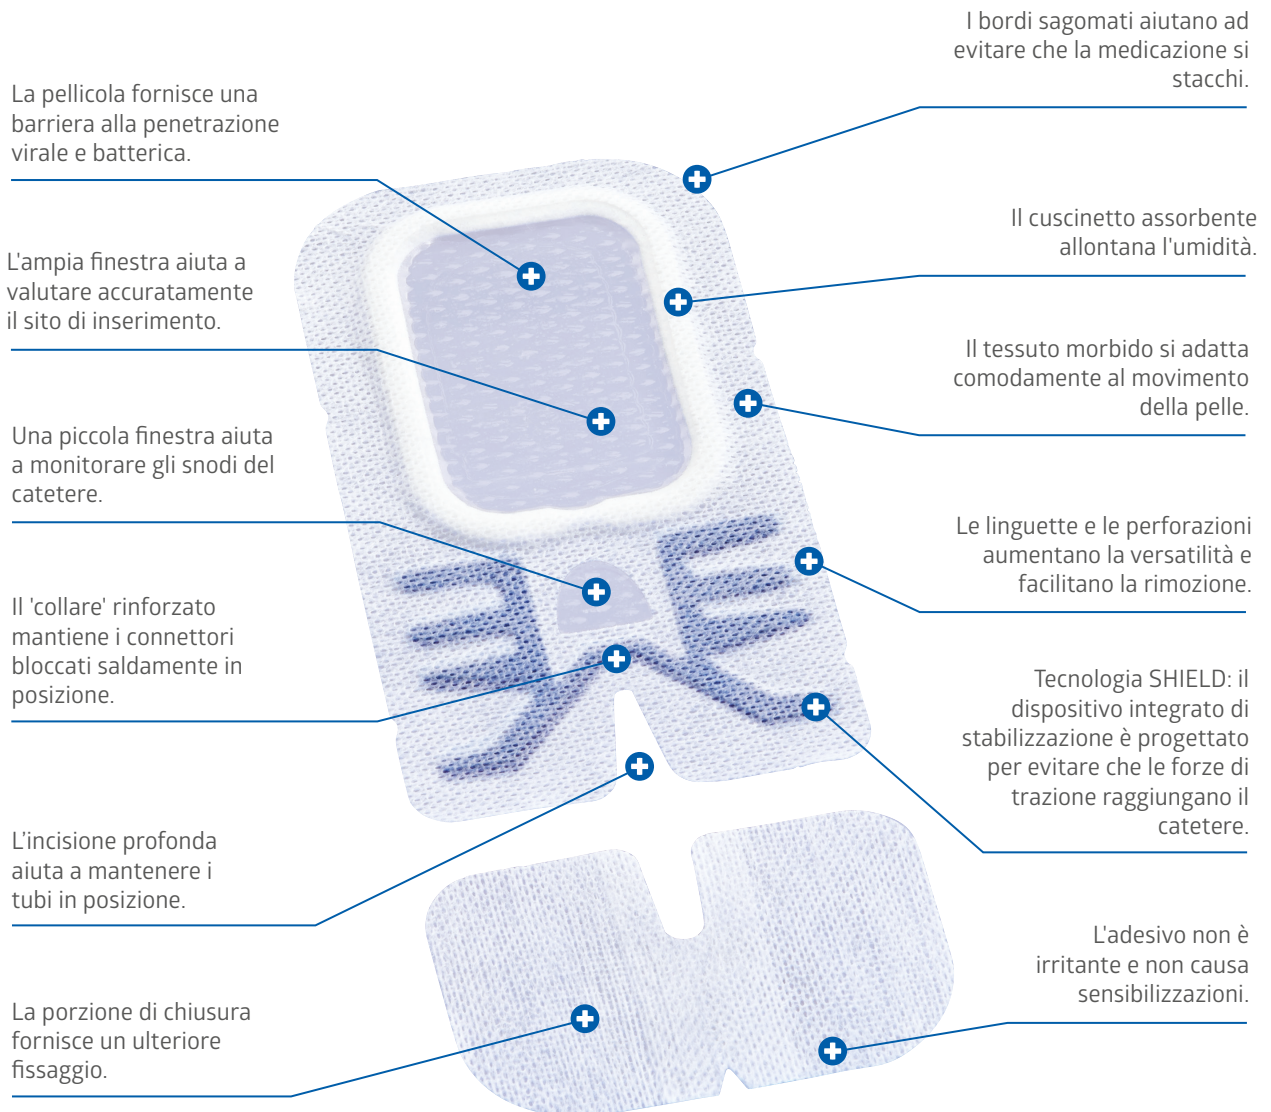 La pellicola fornisce una
barriera alla penetrazione
virale e batterica.
L'ampia finestra aiuta a
valutare accuratamente
il sito di inserimento.
Una piccola finestra aiuta
a monitorare gli snodi del
catetere.
Il 'collare' rinforzato
mantiene i connettori
bloccati saldamente in
posizione.
L’incisione profonda
aiuta a mantenere i
tubi in posizione.
La porzione di chiusura
fornisce un ulteriore
fissaggio.
I bordi sagomati aiutano ad
evitare che la medicazione si
stacchi.
Il cuscinetto assorbente
allontana l'umidità.
Il tessuto morbido si adatta
comodamente al movimento
della pelle.
Le linguette e le perforazioni
aumentano la versatilità e
facilitano la rimozione.
Tecnologia SHIELD: il
dispositivo integrato di
stabilizzazione è progettato
per evitare che le forze di
trazione raggiungano il
catetere.
L'adesivo non è
irritante e non causa
sensibilizzazioni.